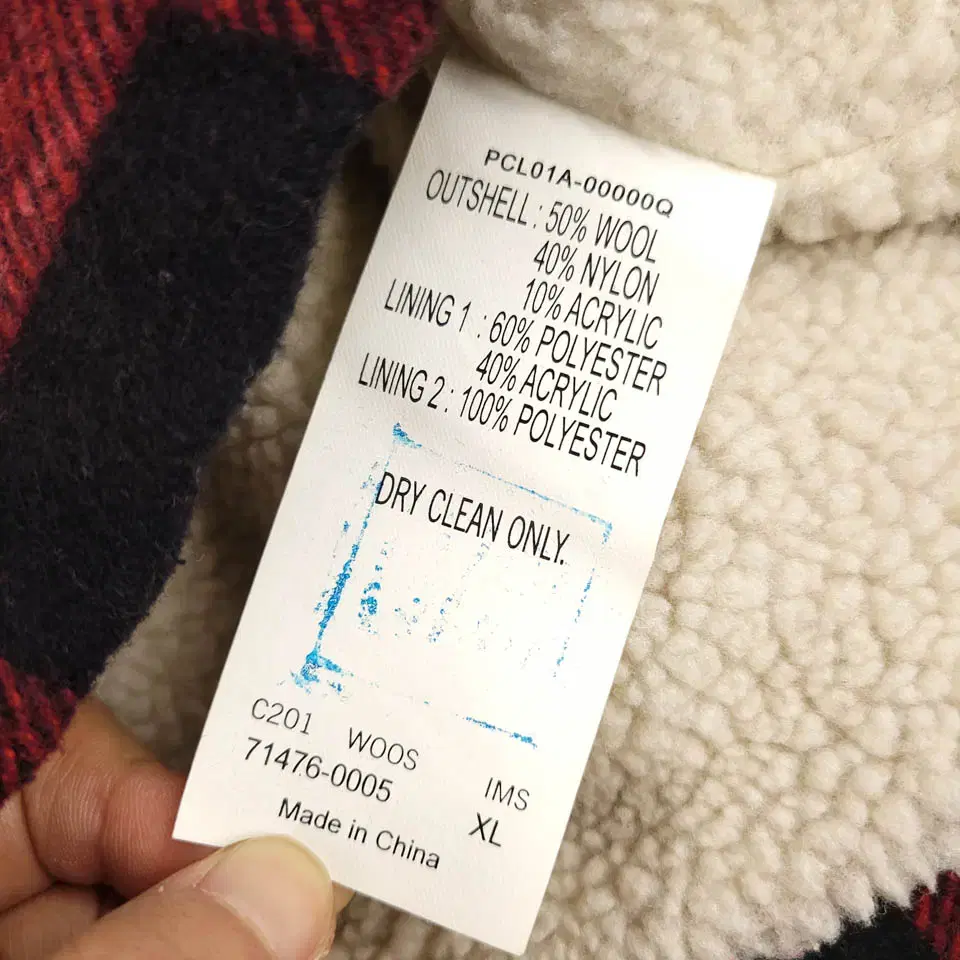 PCL01A-00000Q
OUTSHELL : 50% WOOL
40% NYLON
10% ACRYLIC
LINING 1 : 60% POLYESTER
40% ACRYLIC
LINING 2 : 100% POLYESTER
DRY CLEAN ONLY.
C201 WOOS IMS
71476-0005 XL
Made in China